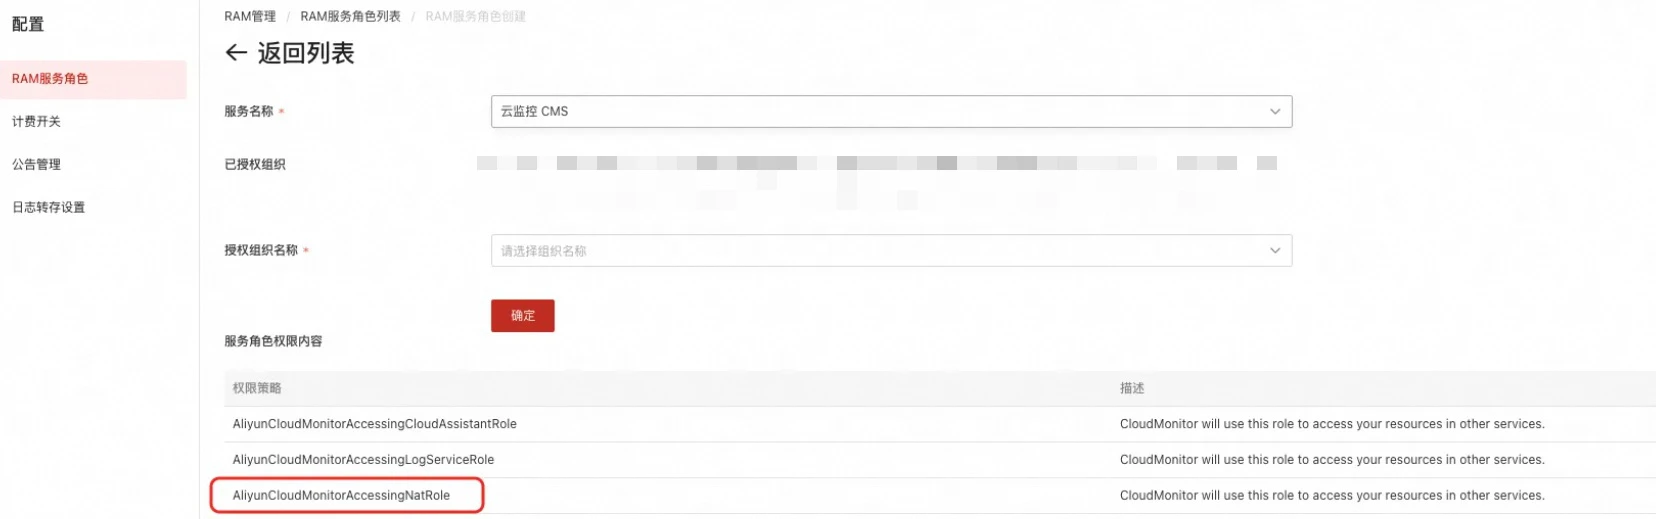 配置
RAM服务角色
计费开关
公告管理
日志转存设置
RAM管理 / RAM服务角色列表 / RAM服务角色创建
← 返回列表
服务名称 *
云监控 CMS
已授权组织
授权组织名称 *
请选择组织名称
确定
服务角色权限内容
权限策略 描述
AliyunCloudMonitorAccessingCloudAssistantRole CloudMonitor will use this role to access your resources in other services.
AliyunCloudMonitorAccessingLogServiceRole CloudMonitor will use this role to access your resources in other services.
AliyunCloudMonitorAccessingNatRole CloudMonitor will use this role to access your resources in other services.